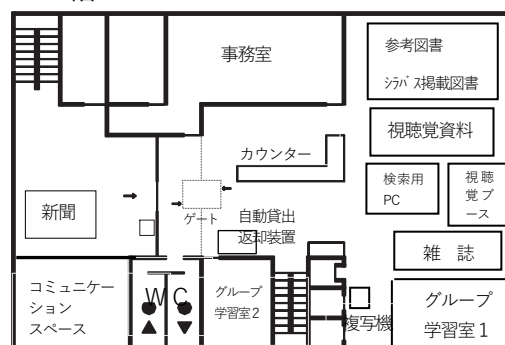 事務室
参考図書
シラバス掲載図書
視聴覚資料
カウンター
検索用
PC
視聴
覚ブ
ース
新聞
ゲート
自動貸出
返却装置
雑 誌
コミュニケー
ション
スペース
WC
グループ
学習室2
複写機
グループ
学習室1